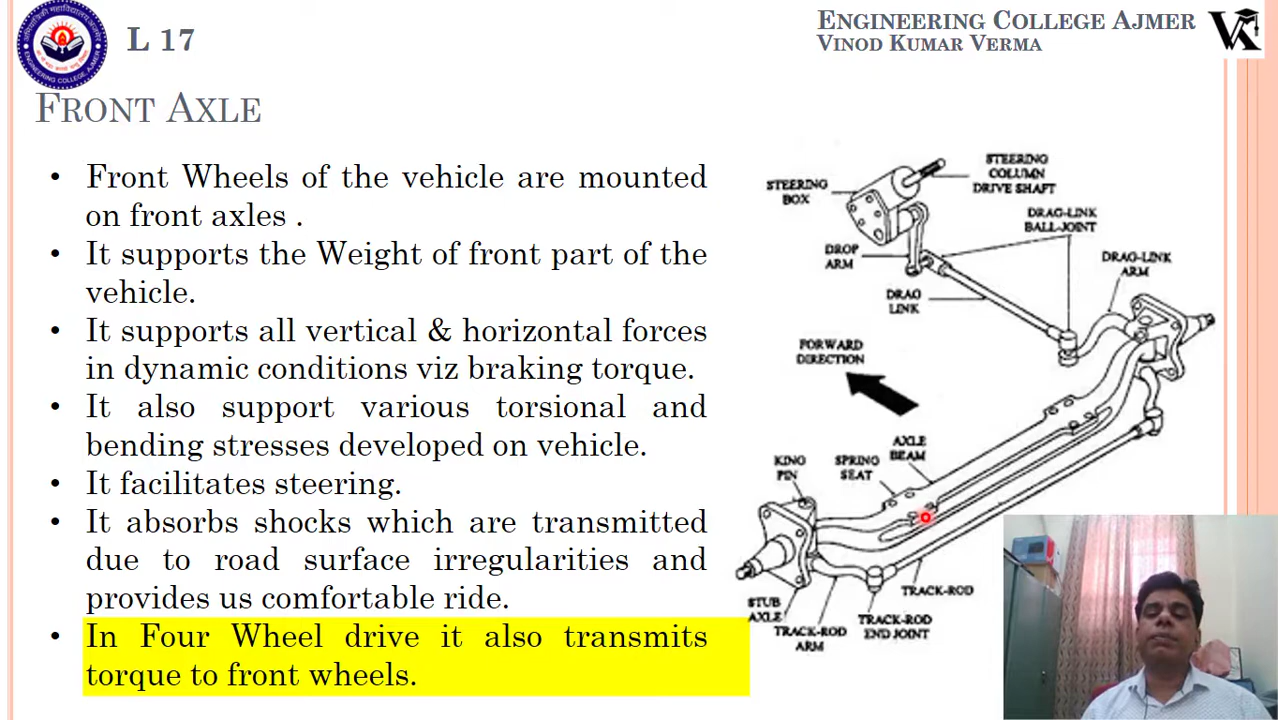 L 17
ENGINEERING COLLEGE AJMER
VINOD KUMAR VERMA
FRONT AXLE
• Front Wheels of the vehicle are mounted
on front axles .
• It supports the Weight of front part of the
vehicle.
• It supports all vertical & horizontal forces
in dynamic conditions viz braking torque.
• It also support various torsional and
bending stresses developed on vehicle.
• It facilitates steering.
• It absorbs shocks which are transmitted
due to road surface irregularities and
provides us comfortable ride.
• In Four Wheel drive it also transmits
torque to front wheels.
STEERING
BOX
STEERING
COLUMN
DRIVE SHAFT
DRAG-LINK
BALL-JOINT
DROP
ARM
DRAG-LINK
ARM
DRAG
LINK
FORWARD
DIRECTION
AXLE
BEAM
KING
PIN
SPRING
SEAT
STUB
AXLE
TRACK-ROD
ARM
TRACK-ROD
END JOINT
TRACK-ROD